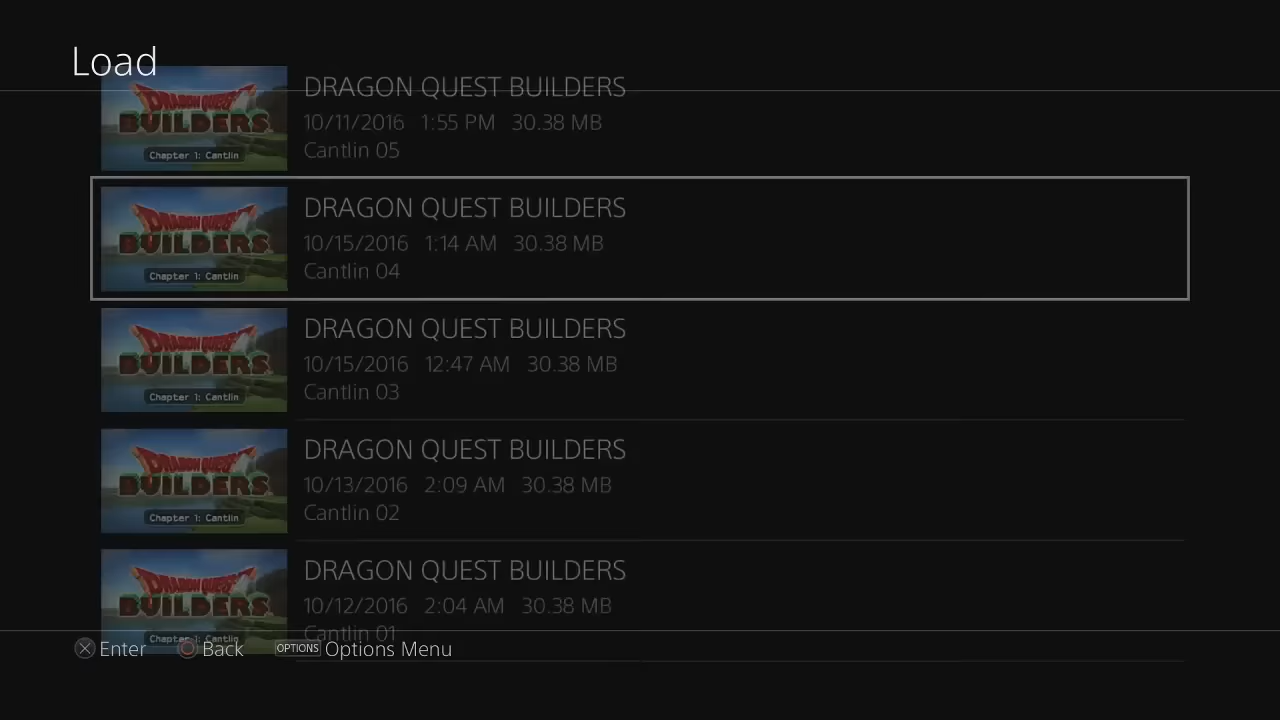 Load
DRAGON QUEST BUILDERS
10/11/2016 1:55 PM 30.38 MB
Cantlin 05
DRAGON QUEST
BUILDERS
Chapter 1: Cantlin
DRAGON QUEST BUILDERS
10/15/2016 1:14 AM 30.38 MB
Cantlin 04
DRAGON QUEST
BUILDERS
Chapter 1: Cantlin
DRAGON QUEST BUILDERS
10/15/2016 12:47 AM 30.38 MB
Cantlin 03
DRAGON QUEST
BUILDERS
Chapter 1: Cantlin
DRAGON QUEST BUILDERS
10/13/2016 2:09 AM 30.38 MB
Cantlin 02
DRAGON QUEST
BUILDERS
Chapter 1: Cantlin
DRAGON QUEST BUILDERS
10/12/2016 2:04 AM 30.38 MB
Cantlin 01
DRAGON QUEST
BUILDERS
Chapter 1: Cantlin
Enter Back OPTIONS Options Menu